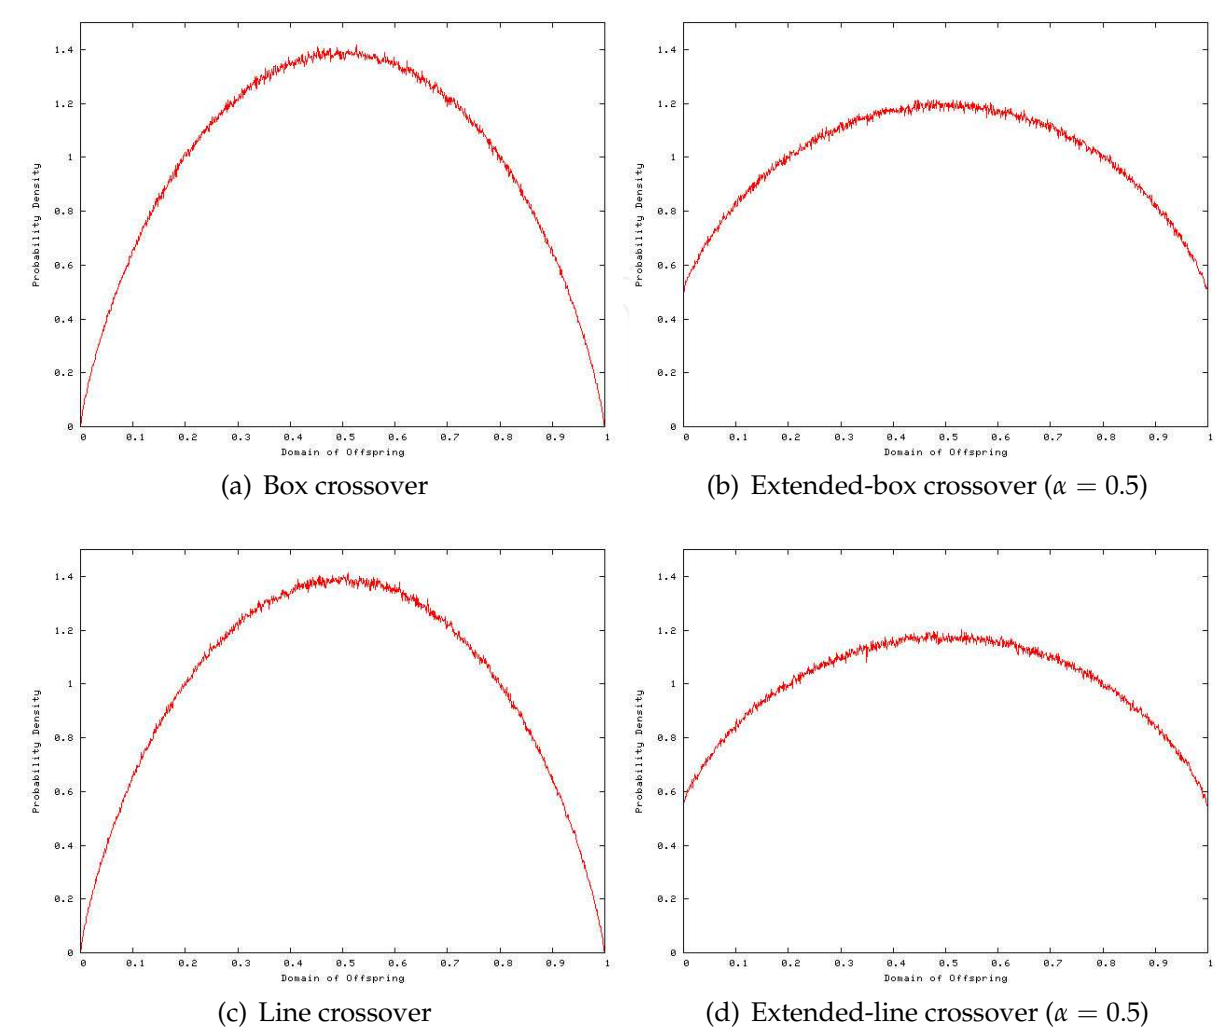 1.4
1.2
1
0.8
0.6
0.4
0.2
0
Probability Density
0 0.1 0.2 0.3 0.4 0.5 0.6 0.7 0.8 0.9 1
Domain of Offspring
(a) Box crossover
1.4
1.2
1
0.8
0.6
0.4
0.2
0
Probability Density
0 0.1 0.2 0.3 0.4 0.5 0.6 0.7 0.8 0.9 1
Domain of Offspring
(b) Extended-box crossover (α = 0.5)
1.4
1.2
1
0.8
0.6
0.4
0.2
0
Probability Density
0 0.1 0.2 0.3 0.4 0.5 0.6 0.7 0.8 0.9 1
Domain of Offspring
(c) Line crossover
1.4
1.2
1
0.8
0.6
0.4
0.2
0
Probability Density
0 0.1 0.2 0.3 0.4 0.5 0.6 0.7 0.8 0.9 1
Domain of Offspring
(d) Extended-line crossover (α = 0.5)